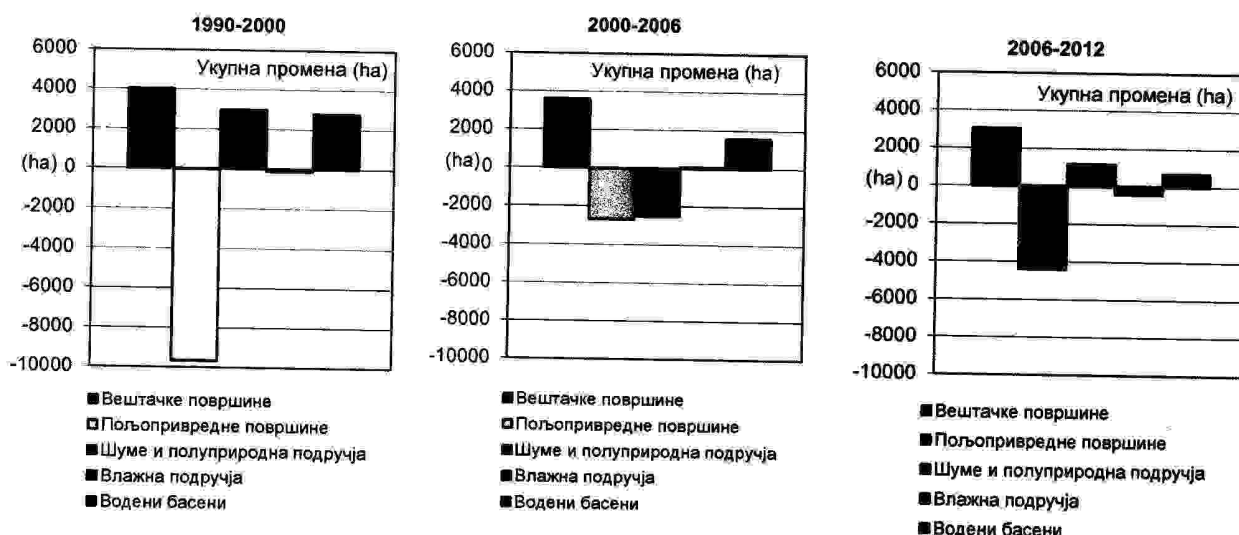 1990-2000
Укупна промена (ha)
6000
4000
2000
(ha) 0
-2000
-4000
-6000
-8000
-10000
Вештачке површине
Пољопривредне површине
Шуме и полуприродна подручја
Влажна подручја
Водени басени
2000-2006
Укупна промена (ha)
6000
4000
2000
(ha) 0
-2000
-4000
-6000
-8000
-10000
Вештачке површине
Пољопривредне површине
Шуме и полуприродна подручја
Влажна подручја
Водени басени
2006-2012
Укупна промена (ha)
6000
4000
2000
(ha) 0
-2000
-4000
-6000
-8000
-10000
Вештачке површине
Пољопривредне површине
Шуме и полуприродна подручја
Влажна подручја
Водени басени